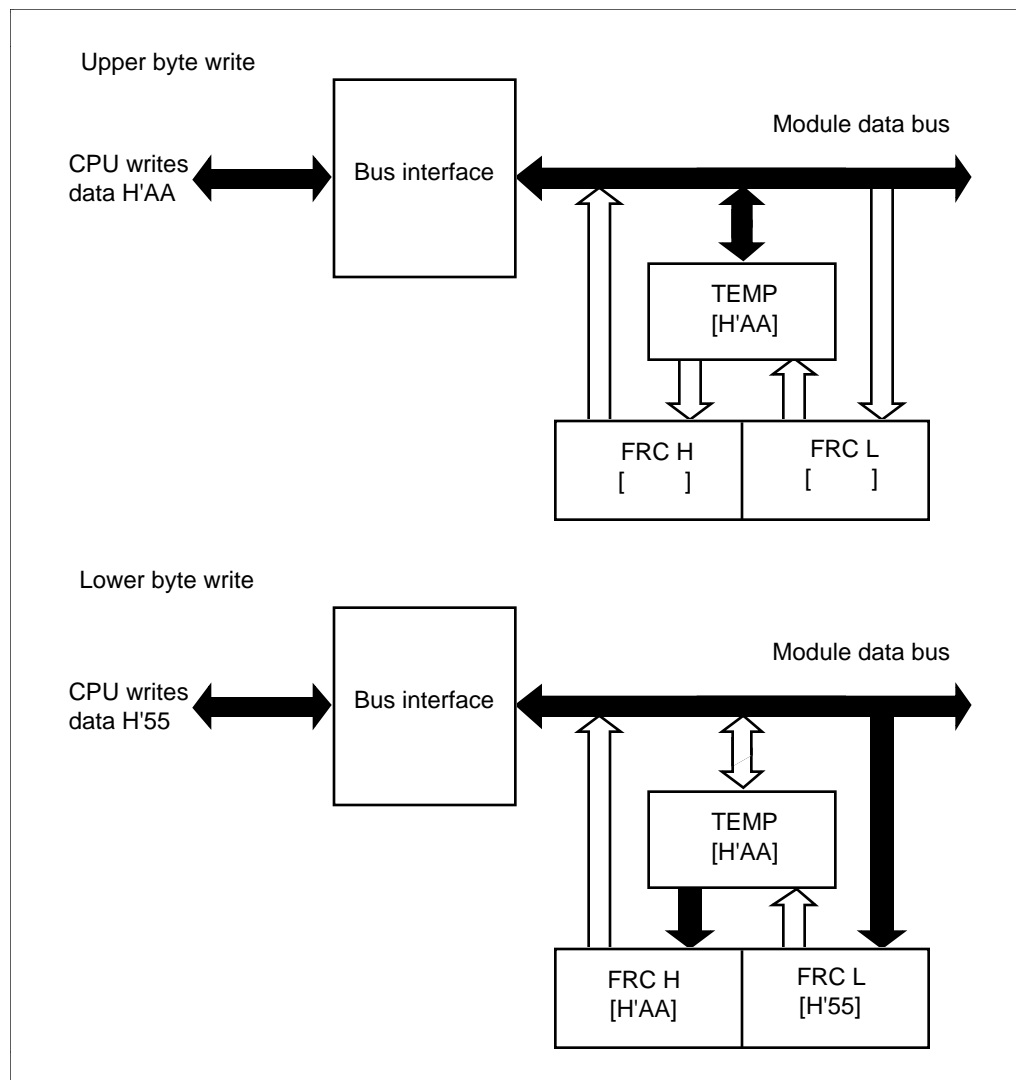 Upper byte write
Module data bus
CPU writes
data H'AA
Bus interface
TEMP
[H'AA]
FRC H
[ ]
FRC L
[ ]
Lower byte write
Module data bus
CPU writes
data H'55
Bus interface
TEMP
[H'AA]
FRC H
[H'AA]
FRC L
[H'55]